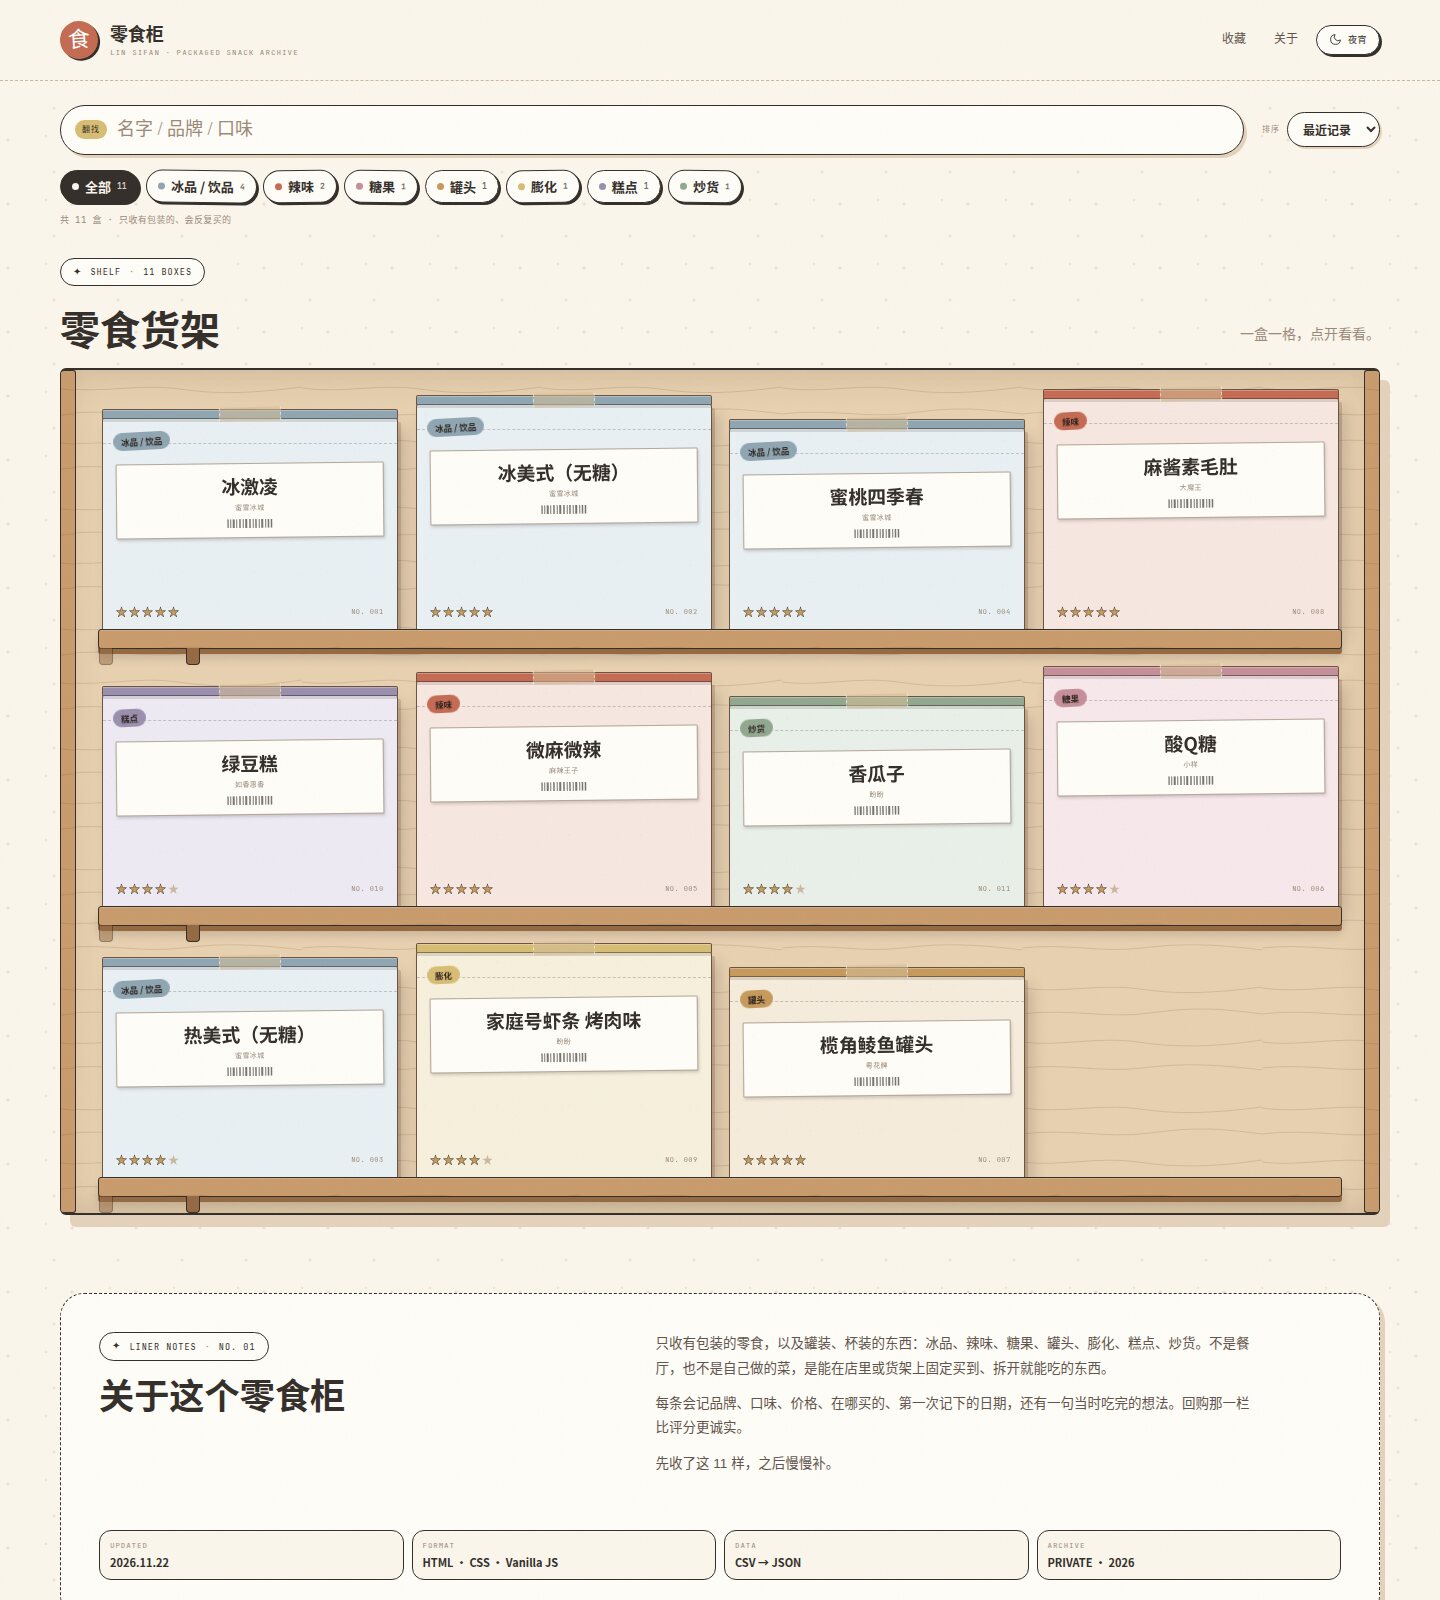 食
零食柜
LIN SIFAN · PACKAGED SNACK ARCHIVE
收藏
关于
夜宵
翻找
名字 / 品牌 / 口味
排序
最近记录
全部 11
冰品 / 饮品 4
辣味 2
糖果 1
罐头 1
膨化 1
糕点 1
炒货 1
共 11 盒 · 只收有包装的、会反复买的
✦ SHELF · 11 BOXES
零食货架
一盒一格，点开看看。
冰品 / 饮品
冰激凌
蜜雪冰城
NO. 001
冰品 / 饮品
冰美式（无糖）
蜜雪冰城
NO. 002
冰品 / 饮品
蜜桃四季春
蜜雪冰城
NO. 004
辣味
麻酱素毛肚
大魔王
NO. 008
糕点
绿豆糕
NO. 010
辣味
微麻微辣
麻辣王子
NO. 005
炒货
香瓜子
盼盼
NO. 011
糖果
酸Q糖
小样
NO. 006
冰品 / 饮品
热美式（无糖）
蜜雪冰城
NO. 003
膨化
家庭号虾条 烤肉味
盼盼
NO. 009
罐头
榄角鲮鱼罐头
粤花牌
NO. 007
✦ LINER NOTES · NO. 01
关于这个零食柜
只收有包装的零食，以及罐装、杯装的东西：冰品、辣味、糖果、罐头、膨化、糕点、炒货。不是餐
厅，也不是自己做的菜，是能在店里或货架上固定买到、拆开就能吃的东西。
每条会记品牌、口味、价格、在哪买的、第一次记下的日期，还有一句当时吃完的想法。回购那一栏
比评分更诚实。
先收了这 11 样，之后慢慢补。
UPDATED
2026.11.22
FORMAT
HTML · CSS · Vanilla JS
DATA
CSV → JSON
ARCHIVE
PRIVATE · 2026